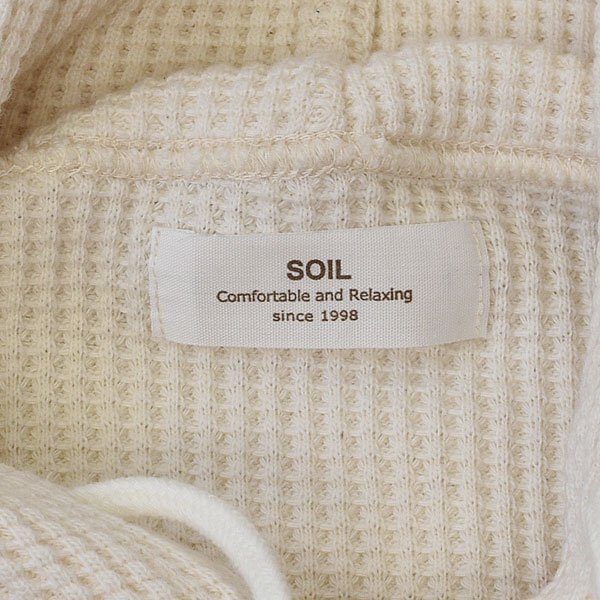 SOIL
Comfortable and Relaxing
since 1998